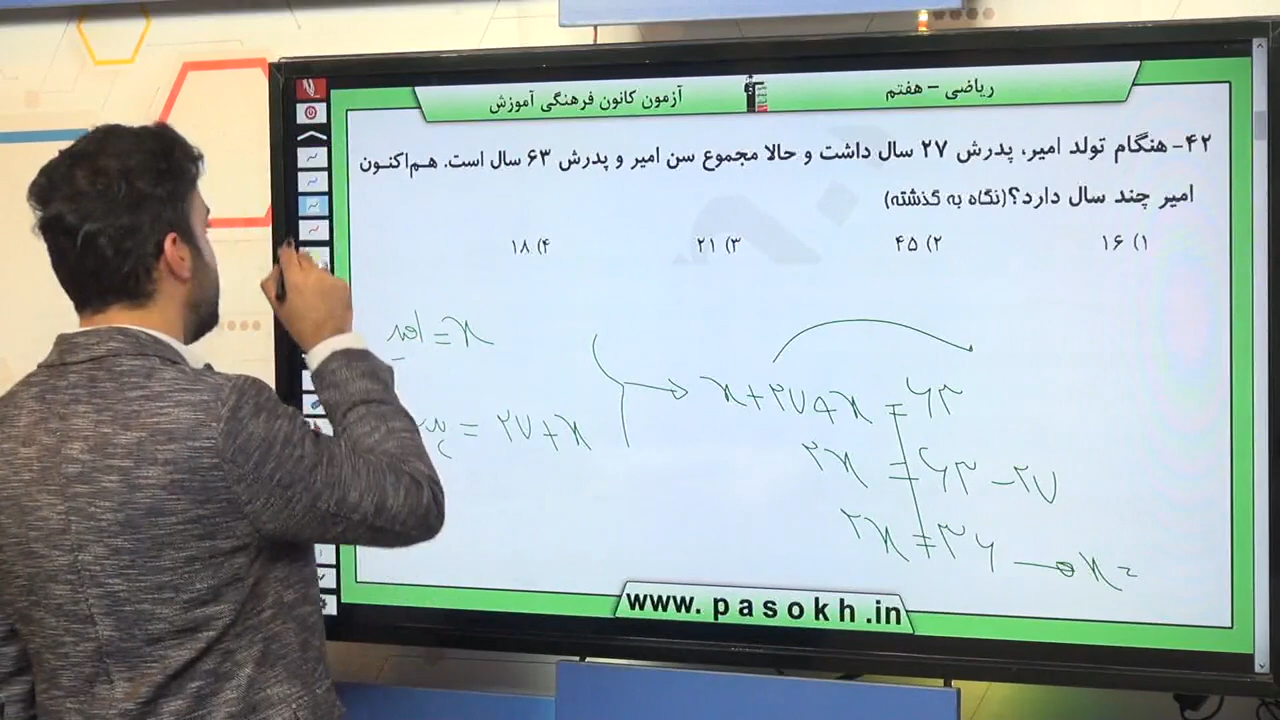 ریاضی – هفتم
آزمون کانون فرهنگی آموزش
۴۲- هنگام تولد امیر، پدرش ۲۷ سال داشت و حالا مجموع سن امیر و پدرش ۶۳ سال است. هم‌اکنون
امیر چند سال دارد؟ (نگاه به گذشته)
۱) ۱۶
۲) ۴۵
۳) ۲۱
۴) ۱۸
= x
= ۲۷+x
x+۲۷+x = ۶۳
۲x = ۶۳-۲۷
۲x = ۳۶ → x =
www.pasokh.in